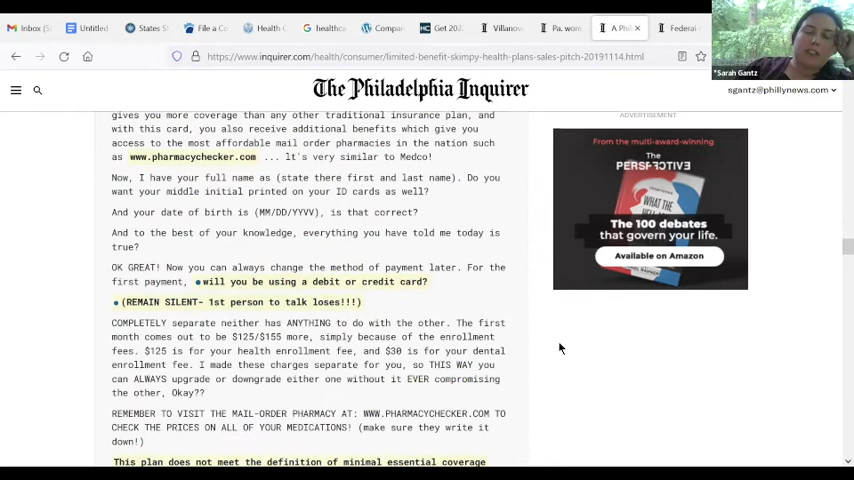 Inbox (5
Untitled
States S
File a Co
Health C
healthca
Compan
Get 202
Villanov
Pa. wom
A Phil
Federal
https://www.inquirer.com/health/consumer/limited-benefit-skimpy-health-plans-sales-pitch-20191114.html
*Sarah Gantz
The Philadelphia Inquirer
sgantz@phillynews.com
gives you more coverage than any other traditional insurance plan, and
with this card, you also receive additional benefits which give you
access to the most affordable mail order pharmacies in the nation such
as www.pharmacychecker.com ... lt's very similar to Medco!
Now, I have your full name as (state there first and last name). Do you
want your middle initial printed on your ID cards as well?
And your date of birth is (MM/DD/YYVV), is that correct?
And to the best of your knowledge, everything you have told me today is
true?
OK GREAT! Now you can always change the method of payment later. For the
first payment, will you be using a debit or credit card?
(REMAIN SILENT- 1st person to talk loses!!!)
COMPLETELY separate neither has ANYTHING to do with the other. The first
month comes out to be $125/$155 more, simply because of the enrollment
fees. $125 is for your health enrollment fee, and $30 is for your dental
enrollment fee. I made these charges separate for you, so THIS WAY you
can ALWAYS upgrade or downgrade either one without it EVER compromising
the other, Okay??
REMEMBER TO VISIT THE MAIL-ORDER PHARMACY AT: WWW.PHARMACYCHECKER.COM TO
CHECK THE PRICES ON ALL OF YOUR MEDICATIONS! (make sure they write it
down!)
This plan does not meet the definition of minimal essential coverage
ADVERTISEMENT
From the multi-award-winning
The
PERSPECTIVE
WHAT THE
The 100 debates
that govern your life.
Available on Amazon